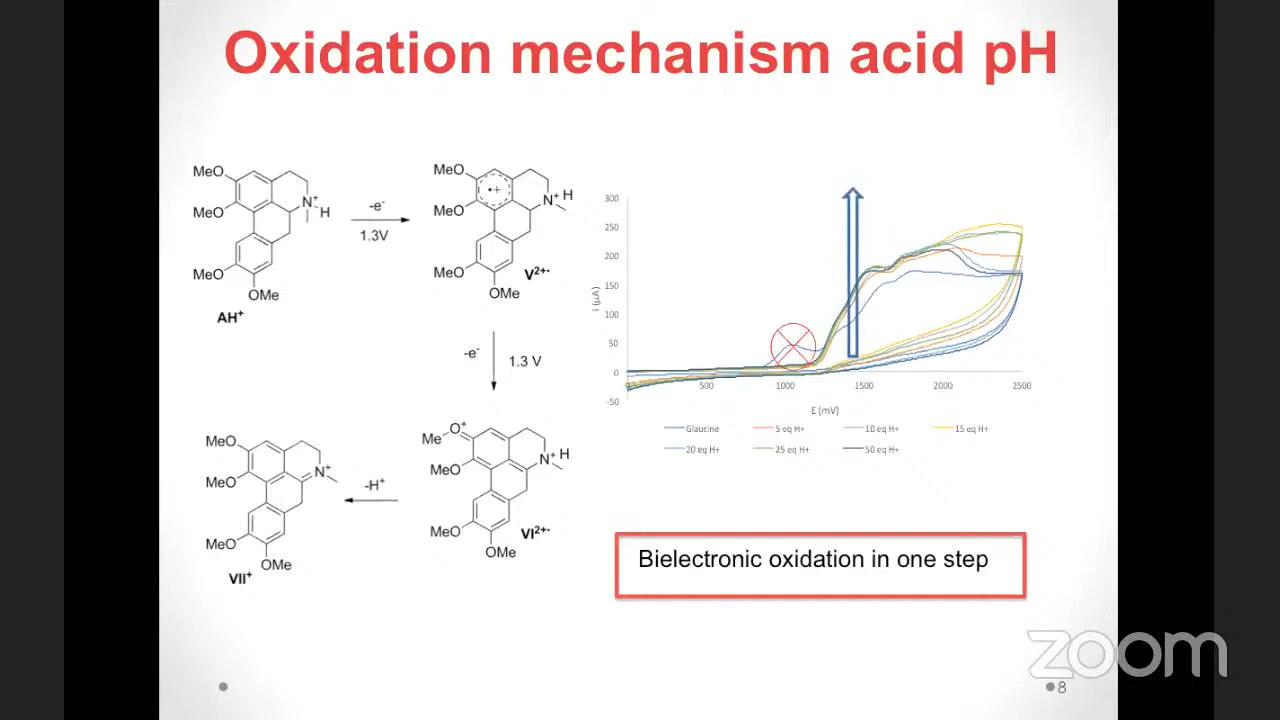 Oxidation mechanism acid pH
MeO
MeO
N⁺
H
MeO
OMe
AH⁺
-e⁻
1.3V
MeO
•+
MeO
N⁺ H
MeO
OMe
V²⁺•
-e⁻
1.3 V
Me O⁺
MeO
N⁺ H
MeO
OMe
VI²⁺•
-H⁺
MeO
MeO
N⁺
MeO
OMe
VII⁺
300
250
200
150
100
50
0
-50
i (µA)
0 500 1000 1500 2000 2500
E (mV)
Glaucine 5 eq H+ 10 eq H+ 15 eq H+
20 eq H+ 25 eq H+ 50 eq H+
Bielectronic oxidation in one step
zoom
8